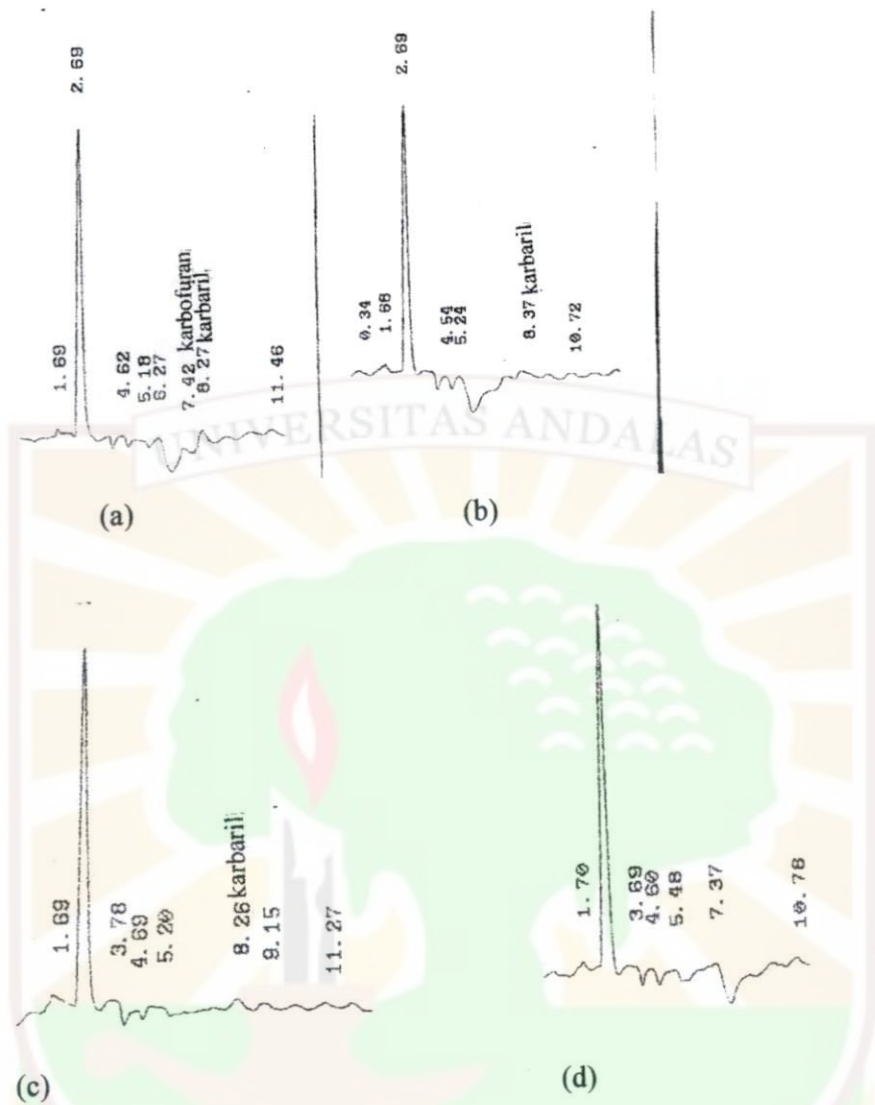 2.69
1.69
4.62
5.18
6.27
7.42 karbofuran
8.27 karbaril
11.46
(a)
2.69
0.34
1.68
4.54
5.24
8.37 karbaril
10.72
(b)
UNIVERSITAS ANDALAS
1.69
3.78
4.69
5.20
8.26 karbaril
9.15
11.27
(c)
1.70
3.69
4.60
5.48
7.37
10.78
(d)